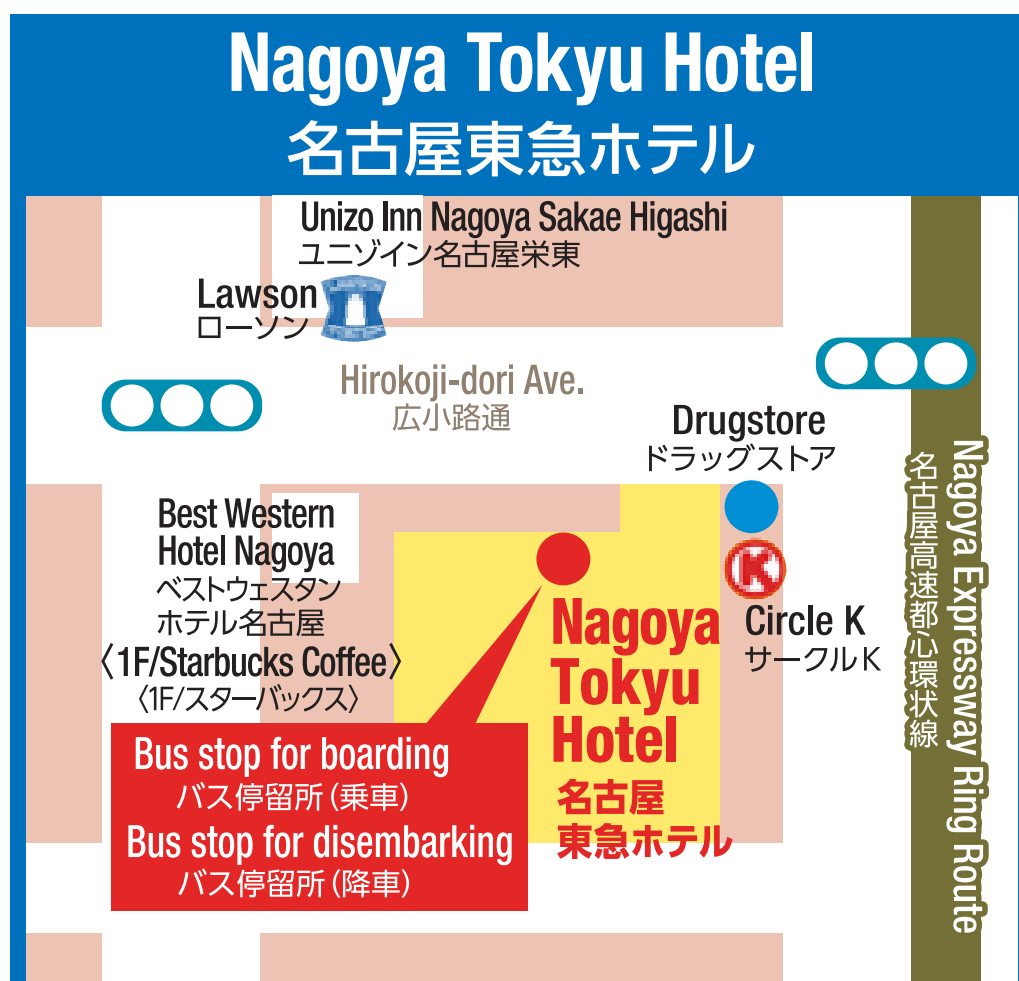 Nagoya Tokyu Hotel
名古屋東急ホテル
Unizo Inn Nagoya Sakae Higashi
ユニゾイン名古屋栄東
Lawson
ローソン
Hirokoji-dori Ave.
広小路通
Drugstore
ドラッグストア
Best Western
Hotel Nagoya
ベストウェスタン
ホテル名古屋
〈1F/Starbucks Coffee〉
〈1F/スターバックス〉
K
Circle K
サークルK
Nagoya
Tokyu
Hotel
名古屋
東急ホテル
Bus stop for boarding
バス停留所(乗車)
Bus stop for disembarking
バス停留所(降車)
Nagoya Expressway Ring Route
名古屋高速都心環状線